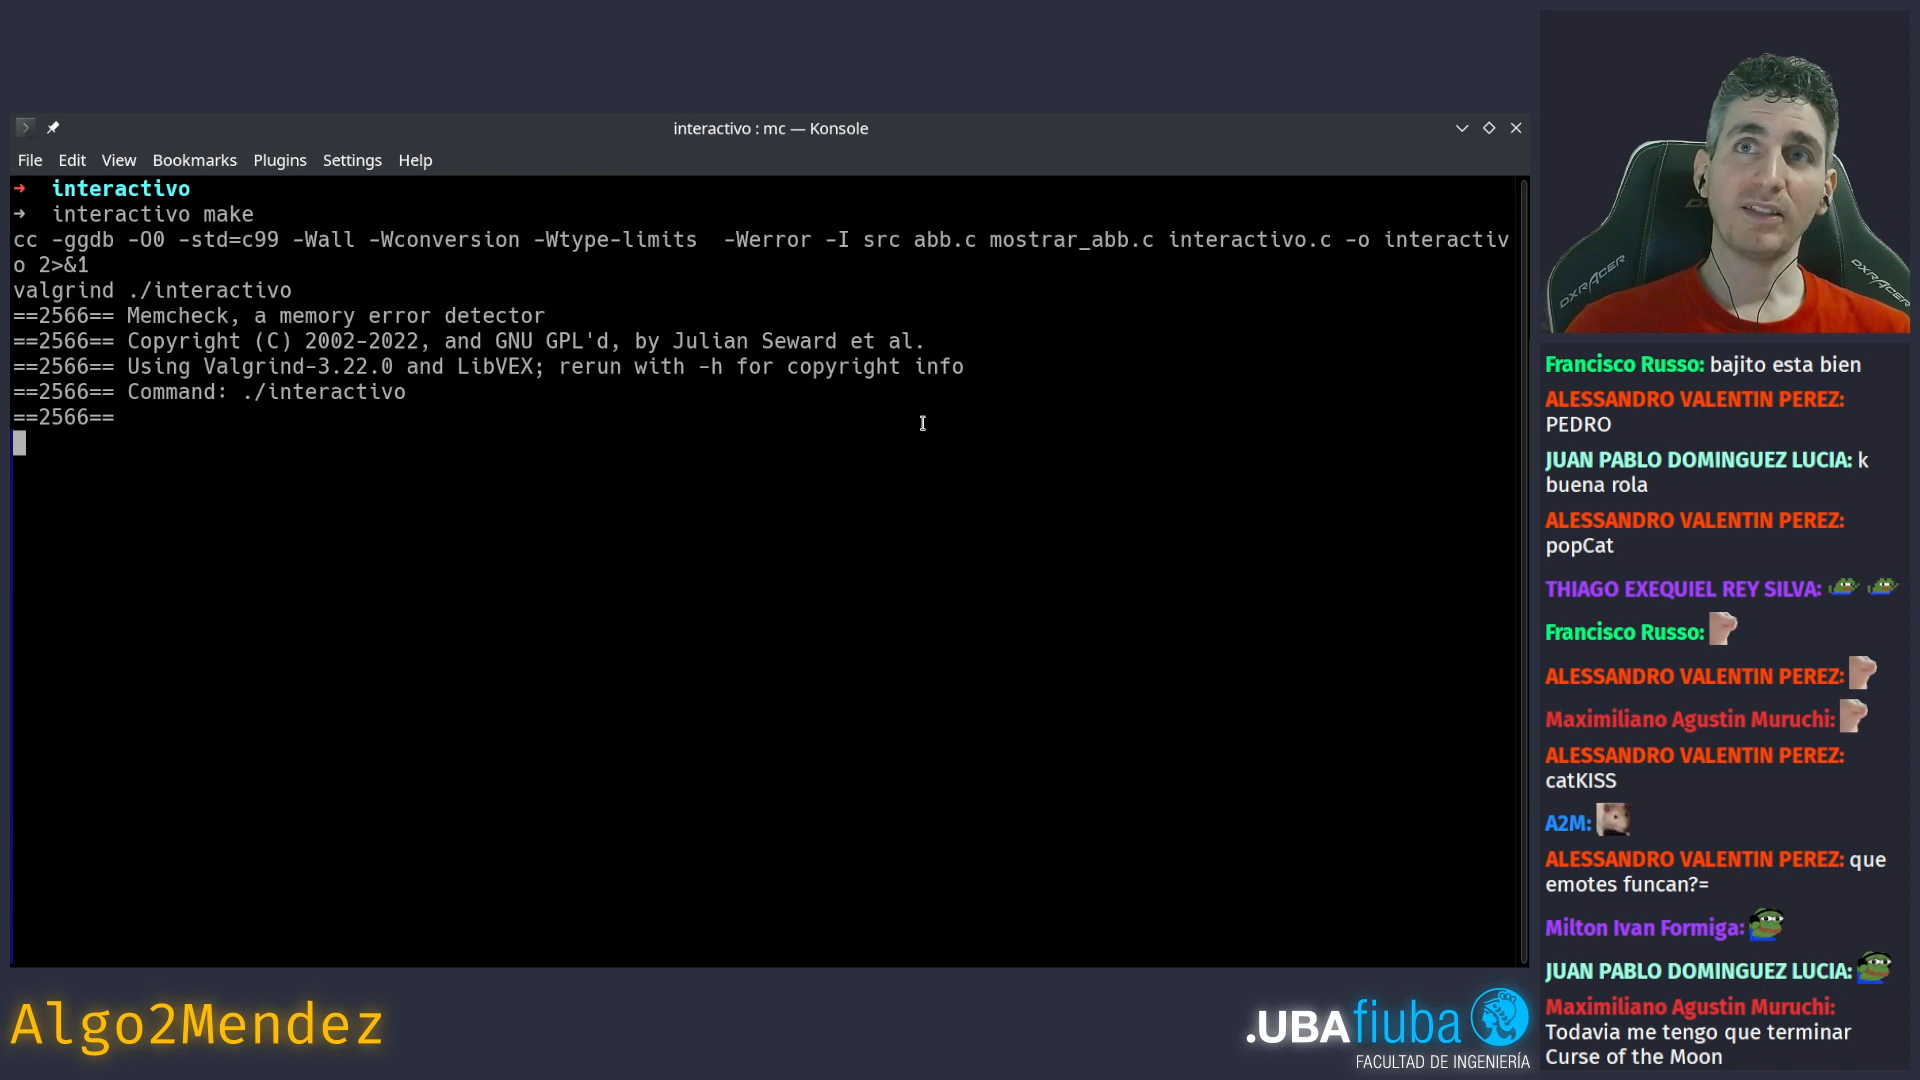 interactivo : mc — Konsole
File Edit View Bookmarks Plugins Settings Help
➜ interactivo
➜ interactivo make
cc -ggdb -O0 -std=c99 -Wall -Wconversion -Wtype-limits  -Werror -I src abb.c mostrar_abb.c interactivo.c -o interactiv
o 2>&1
valgrind ./interactivo
==2566== Memcheck, a memory error detector
==2566== Copyright (C) 2002-2022, and GNU GPL'd, by Julian Seward et al.
==2566== Using Valgrind-3.22.0 and LibVEX; rerun with -h for copyright info
==2566== Command: ./interactivo
==2566==
DXRACER
DXRACER
Francisco Russo: bajito esta bien
ALESSANDRO VALENTIN PEREZ:
PEDRO
JUAN PABLO DOMINGUEZ LUCIA: k
buena rola
ALESSANDRO VALENTIN PEREZ:
popCat
THIAGO EXEQUIEL REY SILVA:
Francisco Russo:
ALESSANDRO VALENTIN PEREZ:
Maximiliano Agustin Muruchi:
ALESSANDRO VALENTIN PEREZ:
catKISS
A2M:
ALESSANDRO VALENTIN PEREZ: que
emotes funcan?=
Milton Ivan Formiga:
JUAN PABLO DOMINGUEZ LUCIA:
Maximiliano Agustin Muruchi:
Todavia me tengo que terminar
Curse of the Moon
Algo2Mendez
.UBAfiuba
FACULTAD DE INGENIERÍA